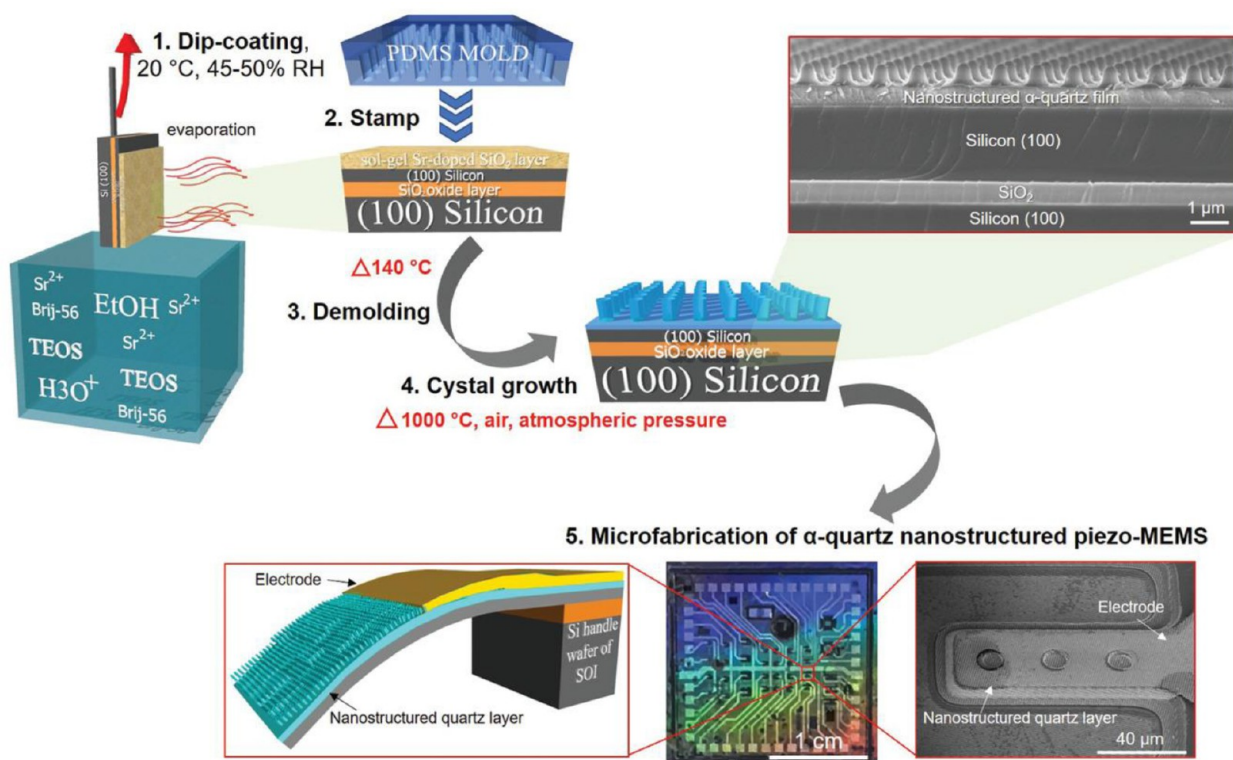 1. Dip-coating,
20 °C, 45-50% RH
evaporation
Si (100)
PDMS MOLD
2. Stamp
sol-gel Sr-doped SiO₂ layer
(100) Silicon
SiO₂ oxide layer
(100) Silicon
Sr²⁺
Brij-56
EtOH
Sr²⁺
TEOS
Sr²⁺
H3O⁺
TEOS
Brij-56
△140 °C
3. Demolding
4. Cystal growth
△ 1000 °C, air, atmospheric pressure
(100) Silicon
SiO₂ oxide layer
(100) Silicon
Nanostructured α-quartz film
Silicon (100)
SiO₂
Silicon (100)
1 µm
5. Microfabrication of α-quartz nanostructured piezo-MEMS
Electrode
Si handle
wafer of
SOI
Nanostructured quartz layer
1 cm
Electrode
Nanostructured quartz layer
40 µm